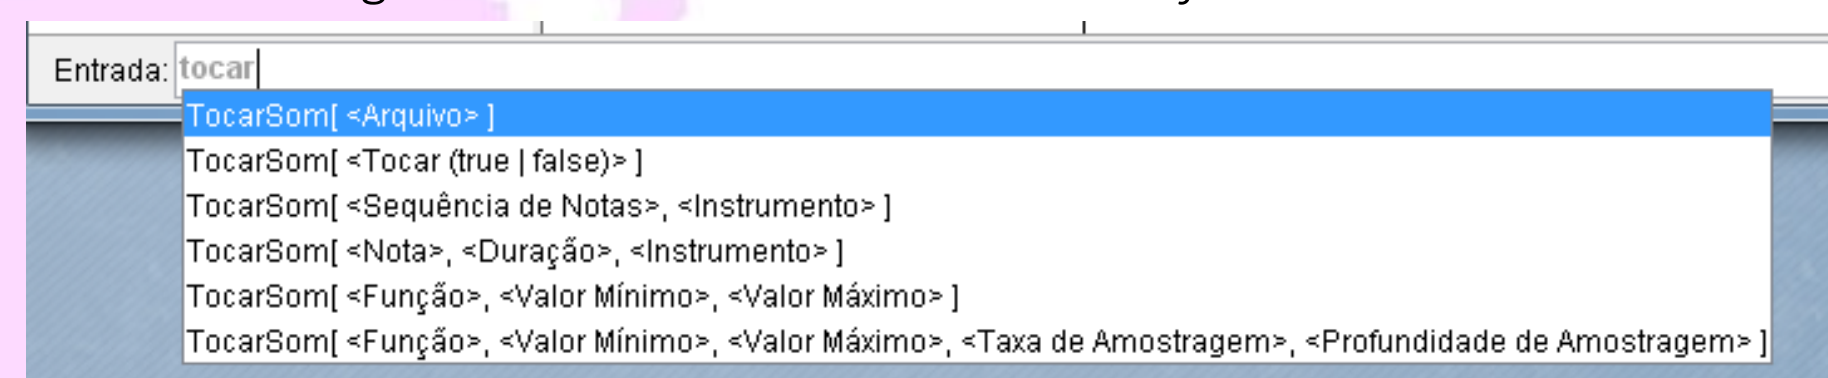 Entrada: tocar
TocarSom[ <Arquivo> ]
TocarSom[ <Tocar (true | false)> ]
TocarSom[ <Sequência de Notas>, <Instrumento> ]
TocarSom[ <Nota>, <Duração>, <Instrumento> ]
TocarSom[ <Função>, <Valor Mínimo>, <Valor Máximo> ]
TocarSom[ <Função>, <Valor Mínimo>, <Valor Máximo>, <Taxa de Amostragem>, <Profundidade de Amostragem> ]